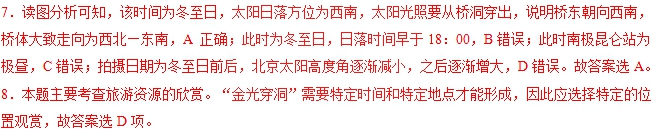 7．读图分析可知，该时间为冬至日，太阳日落方位为西南，太阳光照要从桥洞穿出，说明桥东朝向西南，
桥体大致走向为西北—东南，A 正确；此时为冬至日，日落时间早于 18：00，B 错误；此时南极昆仑站为
极昼，C 错误；拍摄日期为冬至日前后，北京太阳高度角逐渐减小，之后逐渐增大，D 错误。故答案选 A。
8．本题主要考查旅游资源的欣赏。“金光穿洞”需要特定时间和特定地点才能形成，因此应选择特定的位
置观赏，故答案选 D 项。